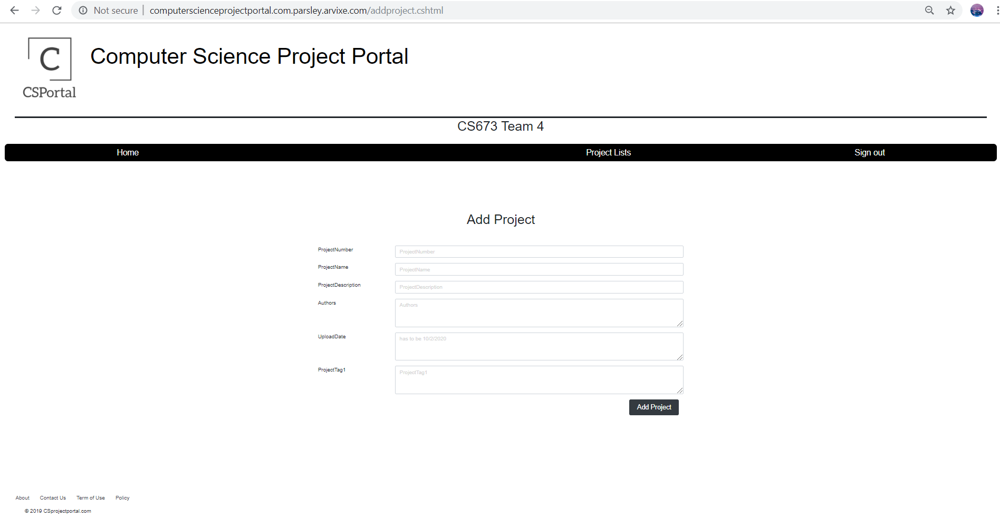 Not secure | computerscienceprojectportal.com.parsley.arvixe.com/addproject.cshtml
C
CSPortal
Computer Science Project Portal
CS673 Team 4
Home Project Lists Sign out
Add Project
ProjectNumber ProjectNumber
ProjectName ProjectName
ProjectDescription ProjectDescription
Authors Authors
UploadDate has to be 10/2/2020
ProjectTag1 ProjectTag1
Add Project
About Contact Us Term of Use Policy
© 2019 CSprojectportal.com